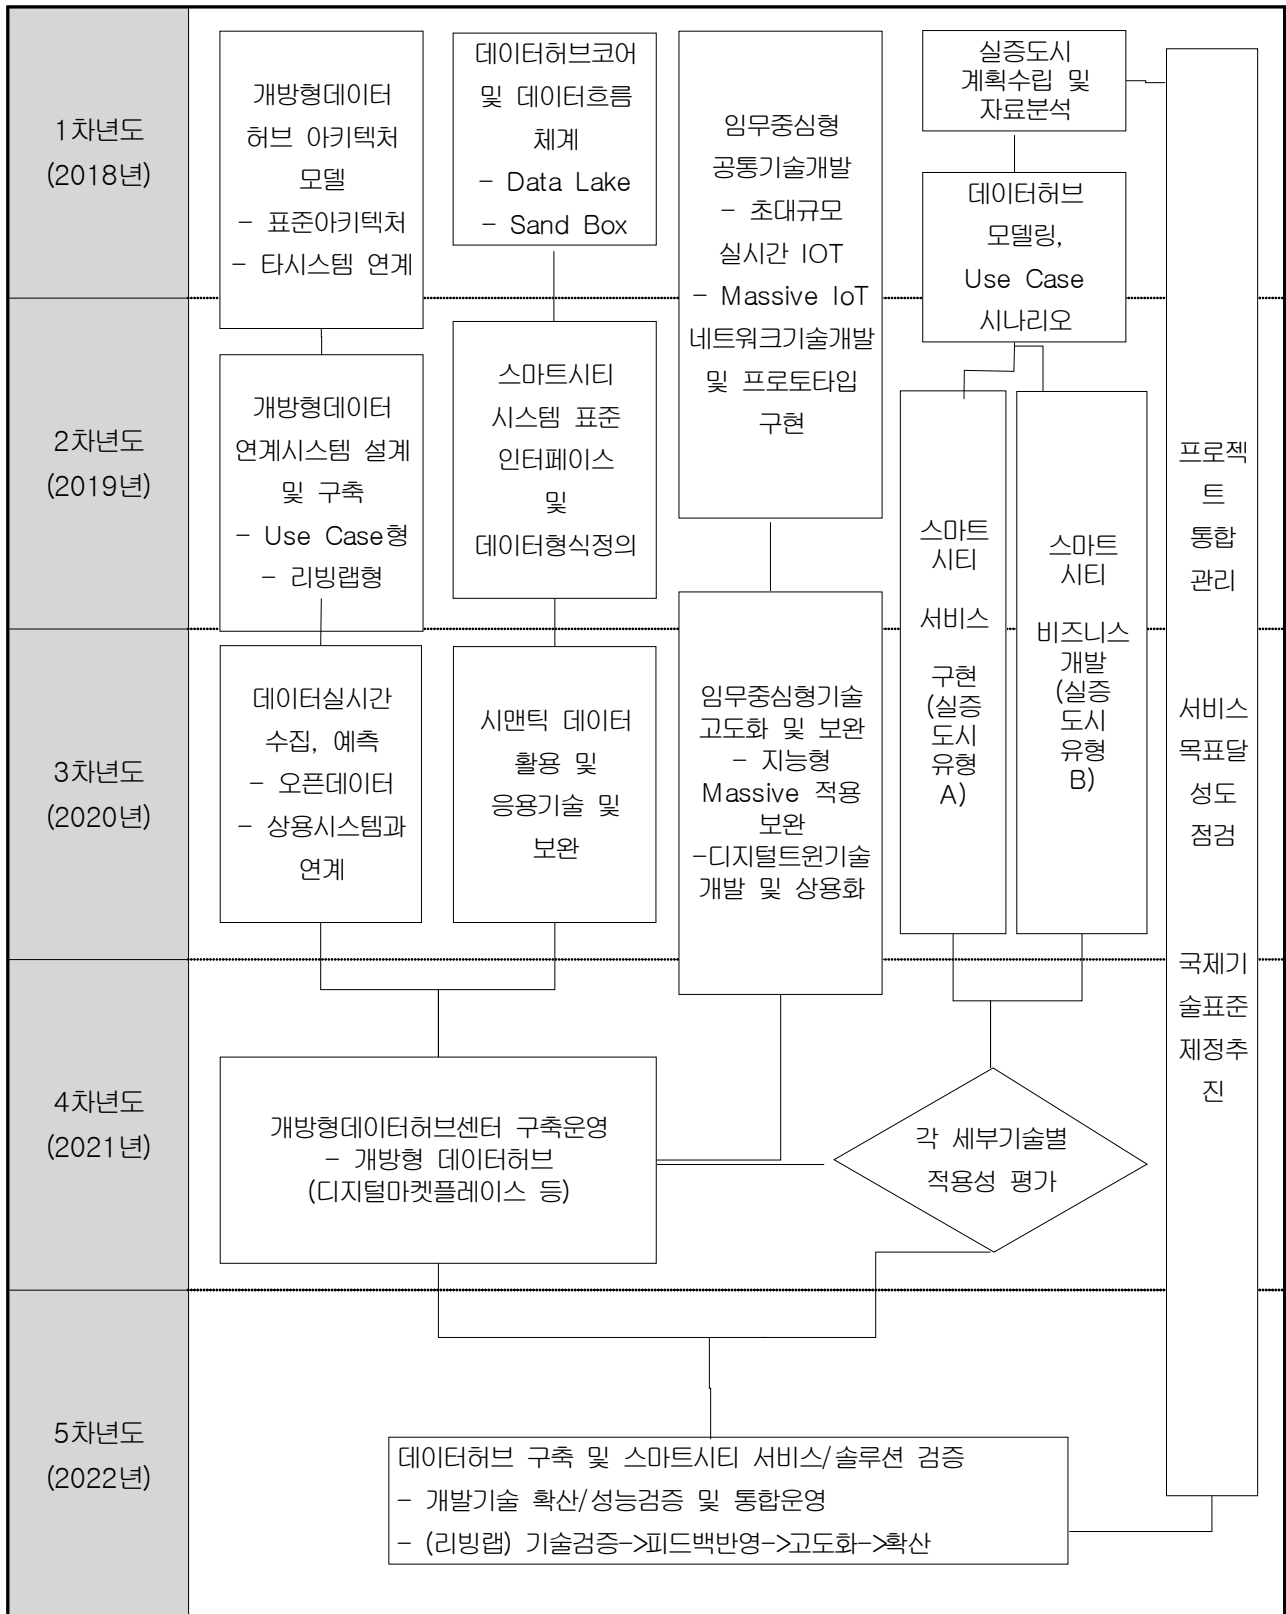 1차년도
(2018년)
개방형데이터
허브 아키텍처
모델
- 표준아키텍처
- 타시스템 연계
데이터허브코어
및 데이터흐름
체계
- Data Lake
- Sand Box
임무중심형
공통기술개발
- 초대규모
실시간 IOT
- Massive IoT
네트워크기술개발
및 프로토타입
구현
실증도시
계획수립 및
자료분석
데이터허브
모델링,
Use Case
시나리오
2차년도
(2019년)
개방형데이터
연계시스템 설계
및 구축
- Use Case형
- 리빙랩형
스마트시티
시스템 표준
인터페이스
및
데이터형식정의
스마트
시티
서비스
구현
(실증
도시
유형
A)
스마트
시티
비즈니스
개발
(실증
도시
유형
B)
프로젝
트
통합
관리
서비스
목표달
성도
점검
국제기
술표준
제정추
진
3차년도
(2020년)
데이터실시간
수집, 예측
- 오픈데이터
- 상용시스템과
연계
시맨틱 데이터
활용 및
응용기술 및
보완
임무중심형기술
고도화 및 보완
- 지능형
Massive 적용
보완
-디지털트윈기술
개발 및 상용화
4차년도
(2021년)
개방형데이터허브센터 구축운영
- 개방형 데이터허브
(디지털마켓플레이스 등)
각 세부기술별
적용성 평가
5차년도
(2022년)
데이터허브 구축 및 스마트시티 서비스/솔루션 검증
- 개발기술 확산/성능검증 및 통합운영
- (리빙랩) 기술검증->피드백반영->고도화->확산